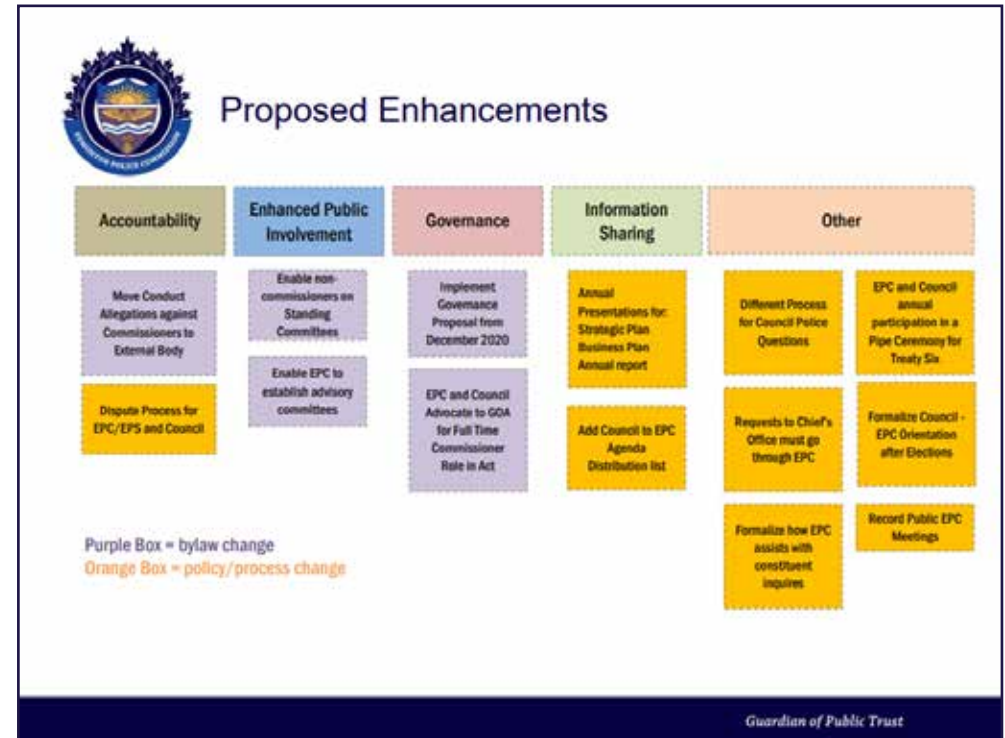 Proposed Enhancements
EDMONTON POLICE COMMISSION
Accountability
Enhanced Public
Involvement
Governance
Information
Sharing
Other
Move Conduct
Allegations against
Commissioners to
External Body
Dispute Process for
EPC/EPS and Council
Enable non-
commissioners on
Standing
Committees
Enable EPC to
establish advisory
committees
Implement
Governance
Proposal from
December 2020
EPC and Council
Advocate to GOA
for Full Time
Commissioner
Role in Act
Annual
Presentations for:
Strategic Plan
Business Plan
Annual report
Add Council to EPC
Agenda
Distribution list
Different Process
for Council Police
Questions
Requests to Chief's
Office must go
through EPC
Formalize how EPC
assists with
constituent
inquires
EPC and Council
annual
participation in a
Pipe Ceremony for
Treaty Six
Formalize Council -
EPC Orientation
after Elections
Record Public EPC
Meetings
Purple Box = bylaw change
Orange Box = policy/process change
Guardian of Public Trust